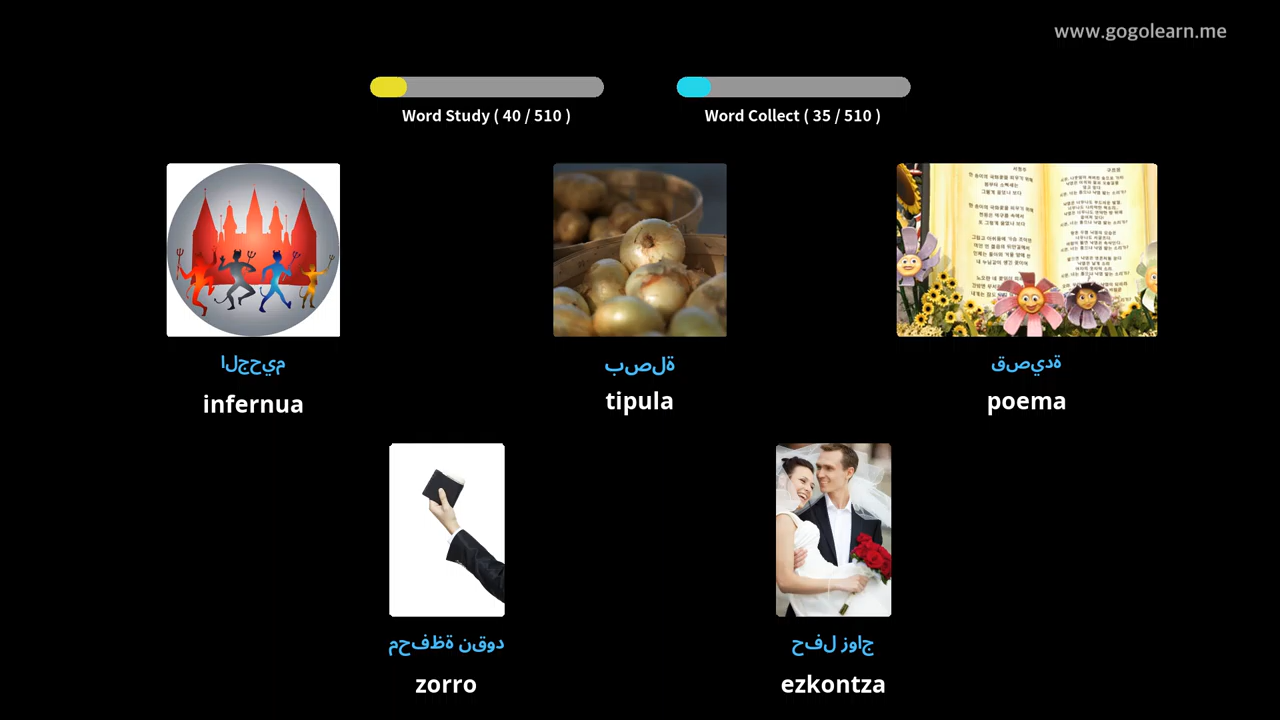 www.gogolearn.me
Word Study ( 40 / 510 )
Word Collect ( 35 / 510 )
الجحيم
infernua
بصلة
tipula
قصيدة
poema
محفظة نقود
zorro
حفل زواج
ezkontza